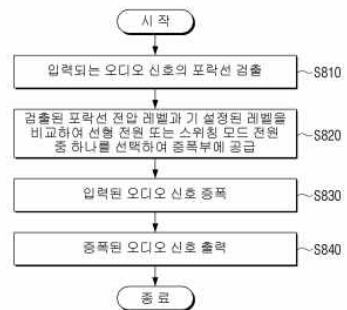 시 작
입력되는 오디오 신호의 포락선 검출
S810
검출된 포락선 전압 레벨과 기 설정된 레벨을
비교하여 선형 전원 또는 스위칭 모드 전원
중 하나를 선택하여 증폭부에 공급
S820
입력된 오디오 신호 증폭
S830
증폭된 오디오 신호 출력
S840
종 료